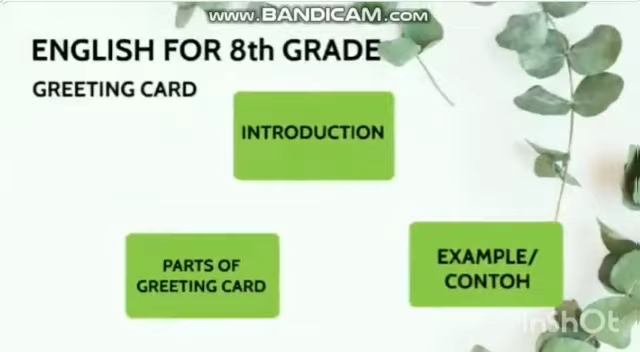 WWW.BANDICAM.COM
ENGLISH FOR 8th GRADE
GREETING CARD
INTRODUCTION
PARTS OF
GREETING CARD
EXAMPLE/
CONTOH
InShOt